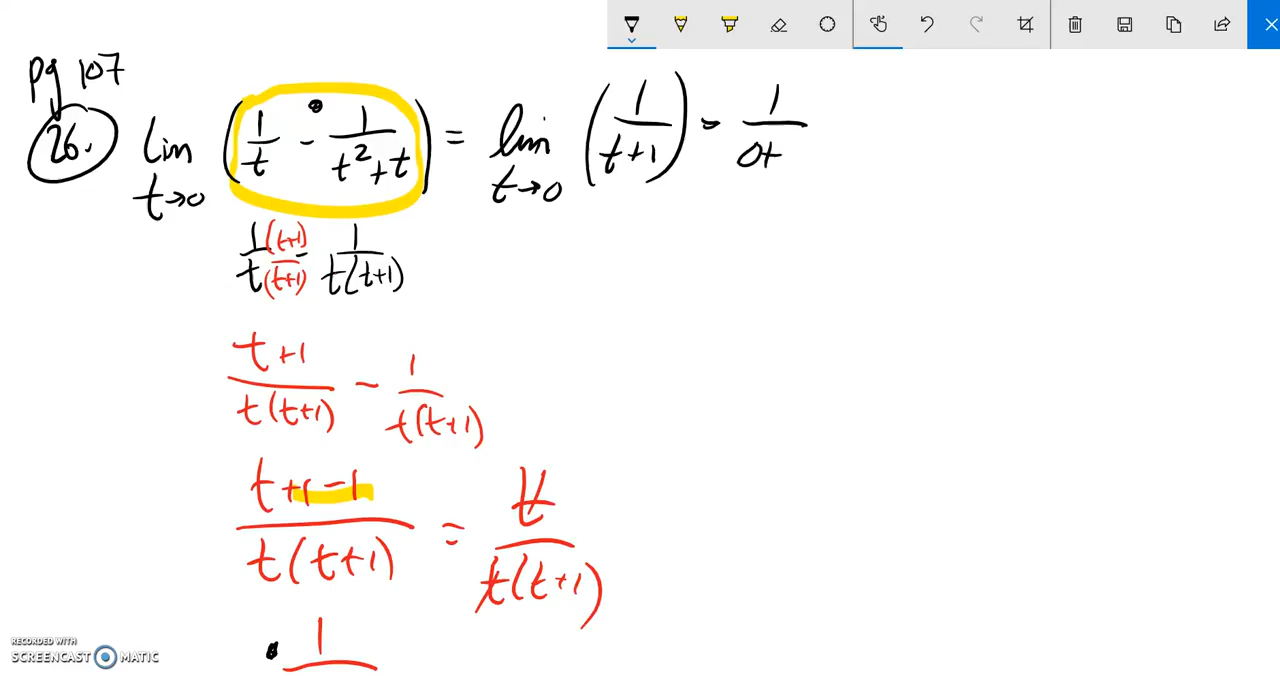 pg 107
26. lim t→0 (1/t - 1/(t²+t)) = lim t→0 (1/(t+1)) = 1/(0+
1(t+1)/t(t+1) - 1/t(t+1)
t+1/t(t+1) - 1/t(t+1)
t+1-1/t(t+1) = t/t(t+1)
1
RECORDED WITH
SCREENCAST O MATIC